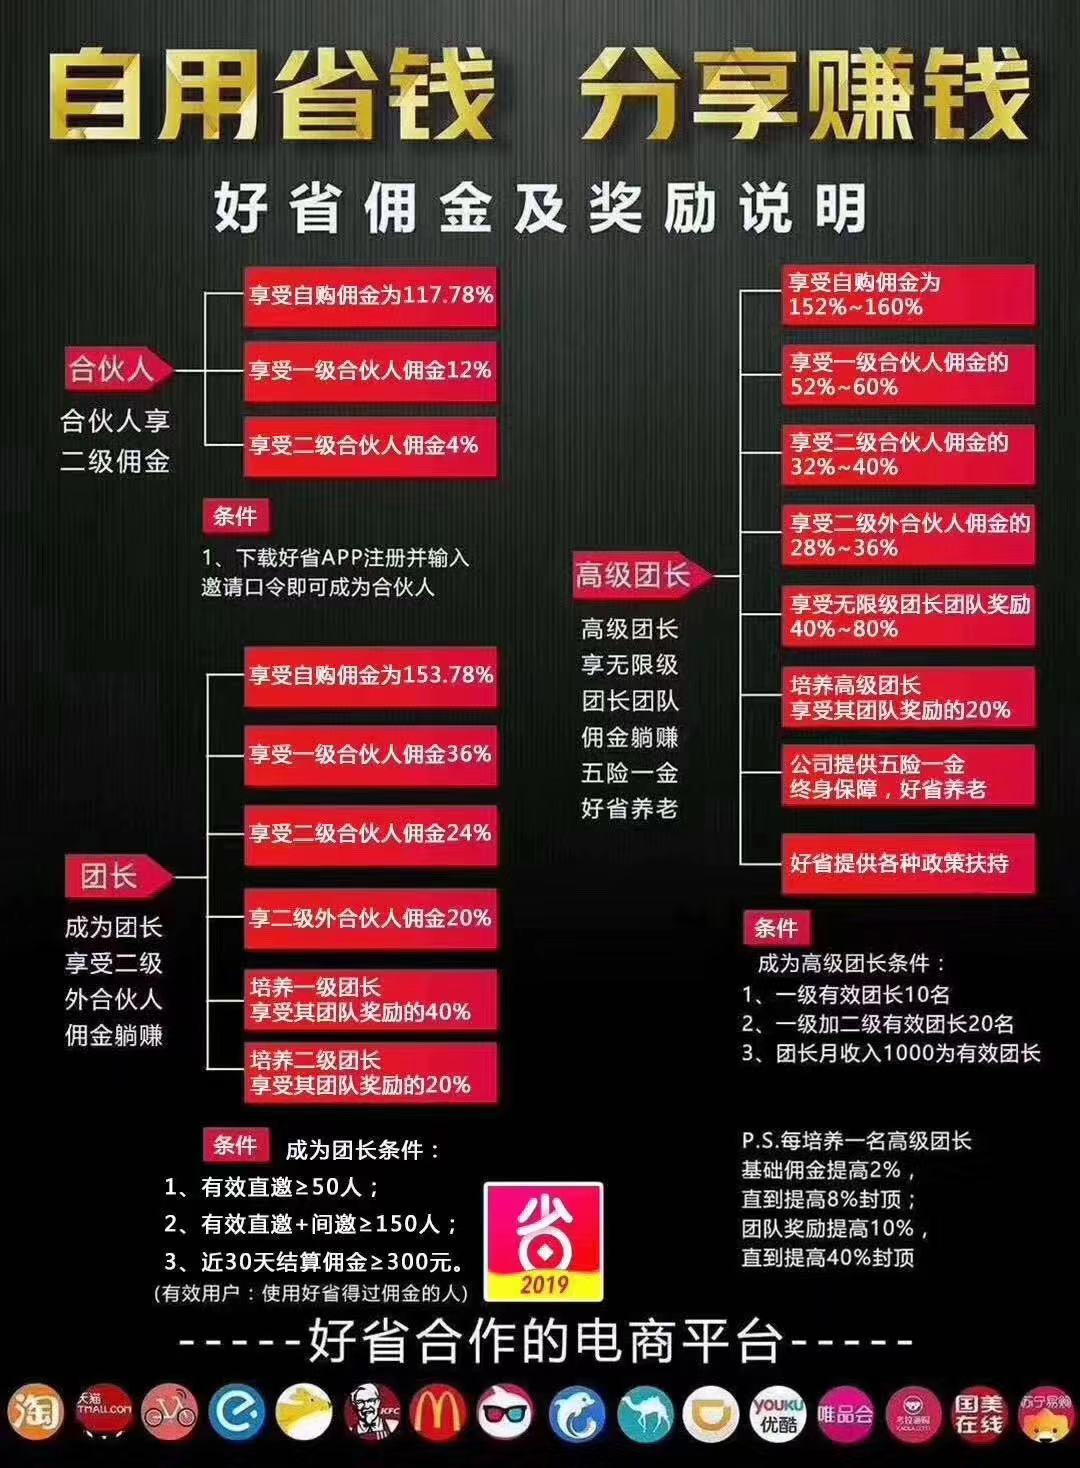 自用省钱 分享赚钱
好省佣金及奖励说明
合伙人
合伙人享
二级佣金
享受自购佣金为117.78%
享受一级合伙人佣金12%
享受二级合伙人佣金4%
条件
1、下载好省APP注册并输入
邀请口令即可成为合伙人
团长
成为团长
享受二级
外合伙人
佣金躺赚
享受自购佣金为153.78%
享受一级合伙人佣金36%
享受二级合伙人佣金24%
享二级外合伙人佣金20%
培养一级团长
享受其团队奖励的40%
培养二级团长
享受其团队奖励的20%
条件
成为团长条件：
1、有效直邀≥50人；
2、有效直邀+间邀≥150人；
3、近30天结算佣金≥300元。
(有效用户：使用好省得过佣金的人)
高级团长
高级团长
享无限级
团长团队
佣金躺赚
五险一金
好省养老
享受自购佣金为
152%~160%
享受一级合伙人佣金的
52%~60%
享受二级合伙人佣金的
32%~40%
享受二级外合伙人佣金的
28%~36%
享受无限级团长团队奖励
40%~80%
培养高级团长
享受其团队奖励的20%
公司提供五险一金
终身保障，好省养老
好省提供各种政策扶持
条件
成为高级团长条件：
1、一级有效团长10名
2、一级加二级有效团长20名
3、团长月收入1000为有效团长
P.S.每培养一名高级团长
基础佣金提高2%，
直到提高8%封顶；
团队奖励提高10%，
直到提高40%封顶
省
2019
-----好省合作的电商平台-----
淘
天猫
TMALL.COM
KFC
YOUKU
优酷
唯品会
考拉海购
KAOLA.COM
国美
在线
苏宁易购